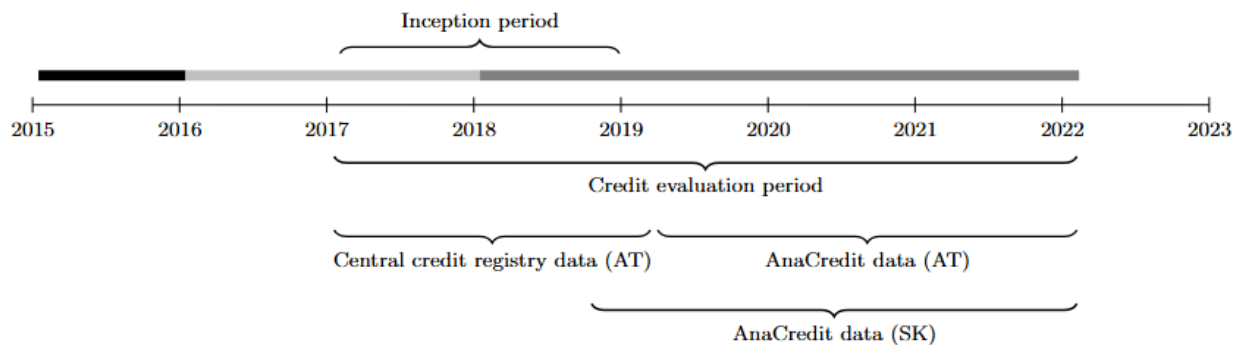 Inception period
2015 2016 2017 2018 2019 2020 2021 2022 2023
Credit evaluation period
Central credit registry data (AT) AnaCredit data (AT)
AnaCredit data (SK)